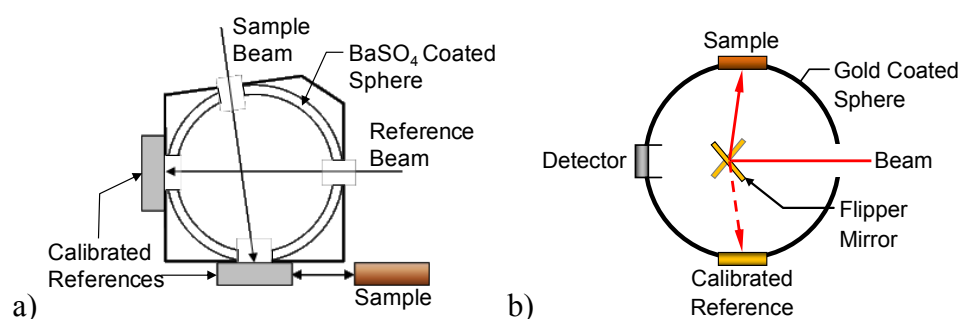 Sample
Beam
BaSO₄ Coated
Sphere
Reference
Beam
Calibrated
References
Sample
a)
Sample
Gold Coated
Sphere
Detector
Beam
Flipper
Mirror
Calibrated
Reference
b)